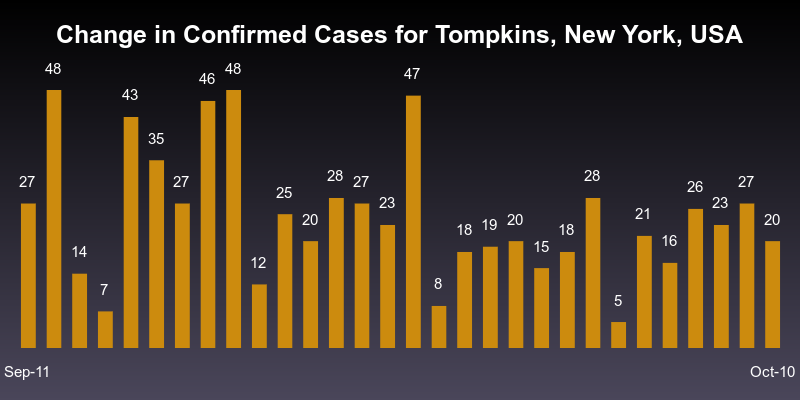 Change in Confirmed Cases for Tompkins, New York, USA
27 48 14 7 43 35 27 46 48 12 25 20 28 27 23 47 8 18 19 20 15 18 28 5 21 16 26 23 27 20
Sep-11 Oct-10